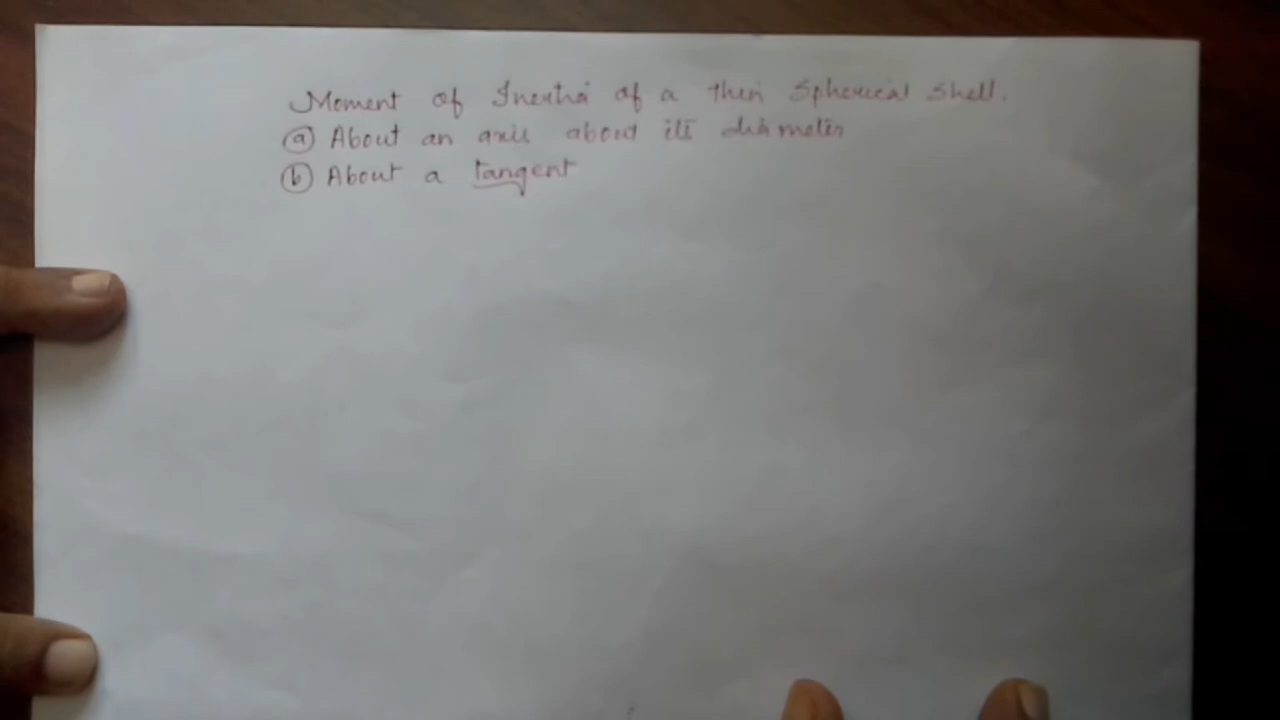 Moment of Inertia of a thin Spherical Shell.
(a) About an axis about its diameter
(b) About a tangent